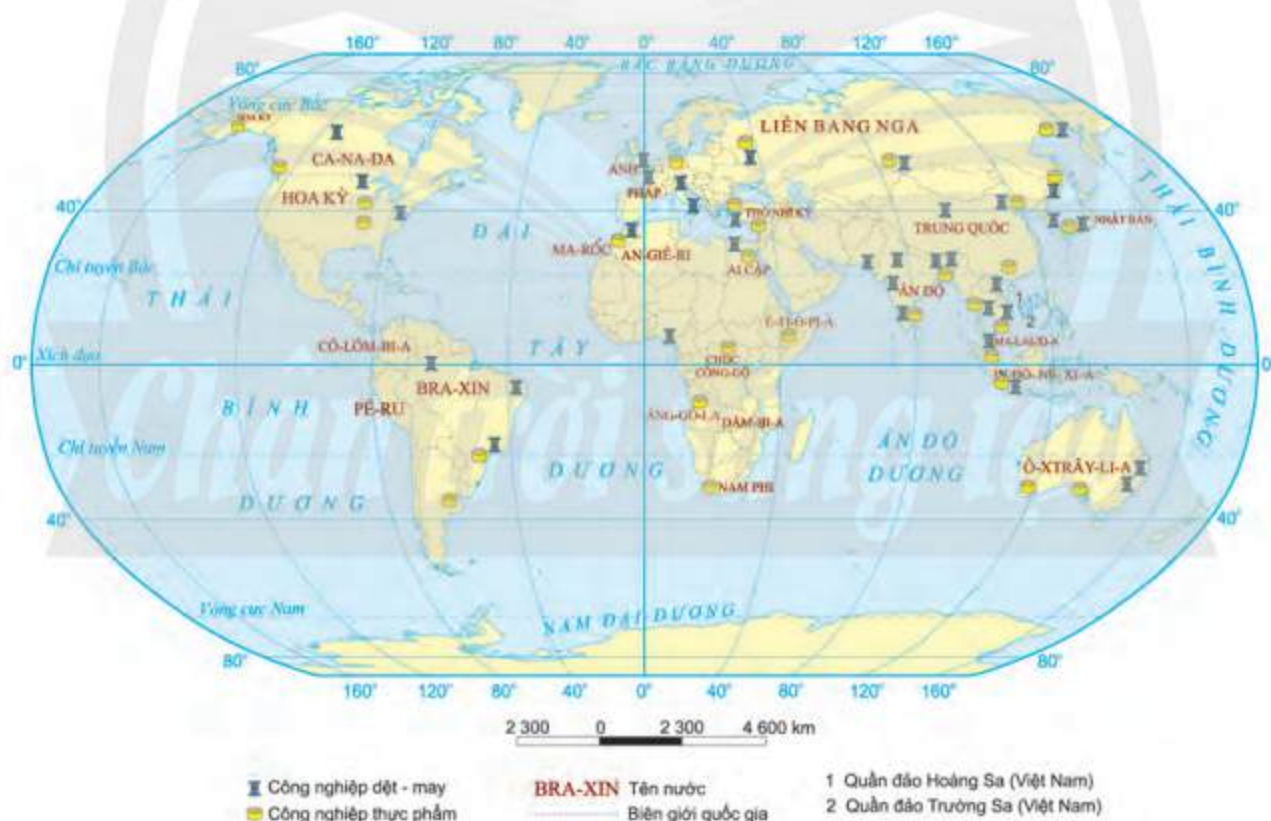 160° 120° 80° 40° 0° 40° 80° 120° 160°
80° BẮC BĂNG DƯƠNG 80°
Vòng cực Bắc
HOA KỲ
LIÊN BANG NGA
CA-NA-DA
ANH
PHÁP
HOA KỲ
40° 40°
THỔ NHĨ KỲ
TRUNG QUỐC
NHẬT BẢN
ĐẠI
MA-RỐC
AN-GIÊ-RI
AI CẬP
Chí tuyến Bắc
THÁI
ẤN ĐỘ
1
2
THÁI BÌNH DƯƠNG
Ê-TI-Ô-PI-A
MA-LAI-XI-A
CÔ-LÔM-BI-A
TÂY
0° Xích đạo 0°
CHDC
CÔNG-GÔ
IN-ĐÔ-NÊ-XI-A
BRA-XIN
BÌNH
PÊ-RU
ĂNG-GÔ-LA
DĂM-BI-A
Chí tuyến Nam
ẤN ĐỘ
DƯƠNG
Ô-XTRÂY-LI-A
DƯƠNG
NAM PHI
DƯƠNG
Chân trời sáng tạo
40° 40°
Vòng cực Nam
NAM ĐẠI DƯƠNG
80° 80°
160° 120° 80° 40° 0° 40° 80° 120° 160°
2 300 0 2 300 4 600 km
Công nghiệp dệt - may
BRA-XIN Tên nước
1 Quần đảo Hoàng Sa (Việt Nam)
Công nghiệp thực phẩm
Biên giới quốc gia
2 Quần đảo Trường Sa (Việt Nam)